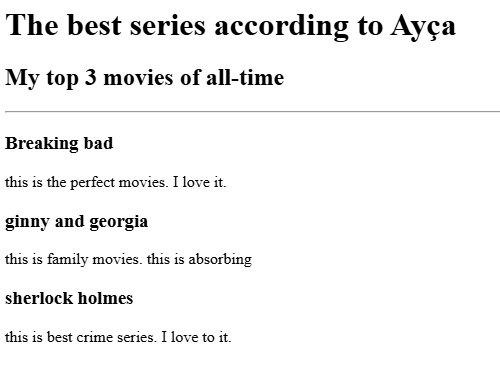 The best series according to Ayça
My top 3 movies of all-time
Breaking bad
this is the perfect movies. I love it.
ginny and georgia
this is family movies. this is absorbing
sherlock holmes
this is best crime series. I love to it.